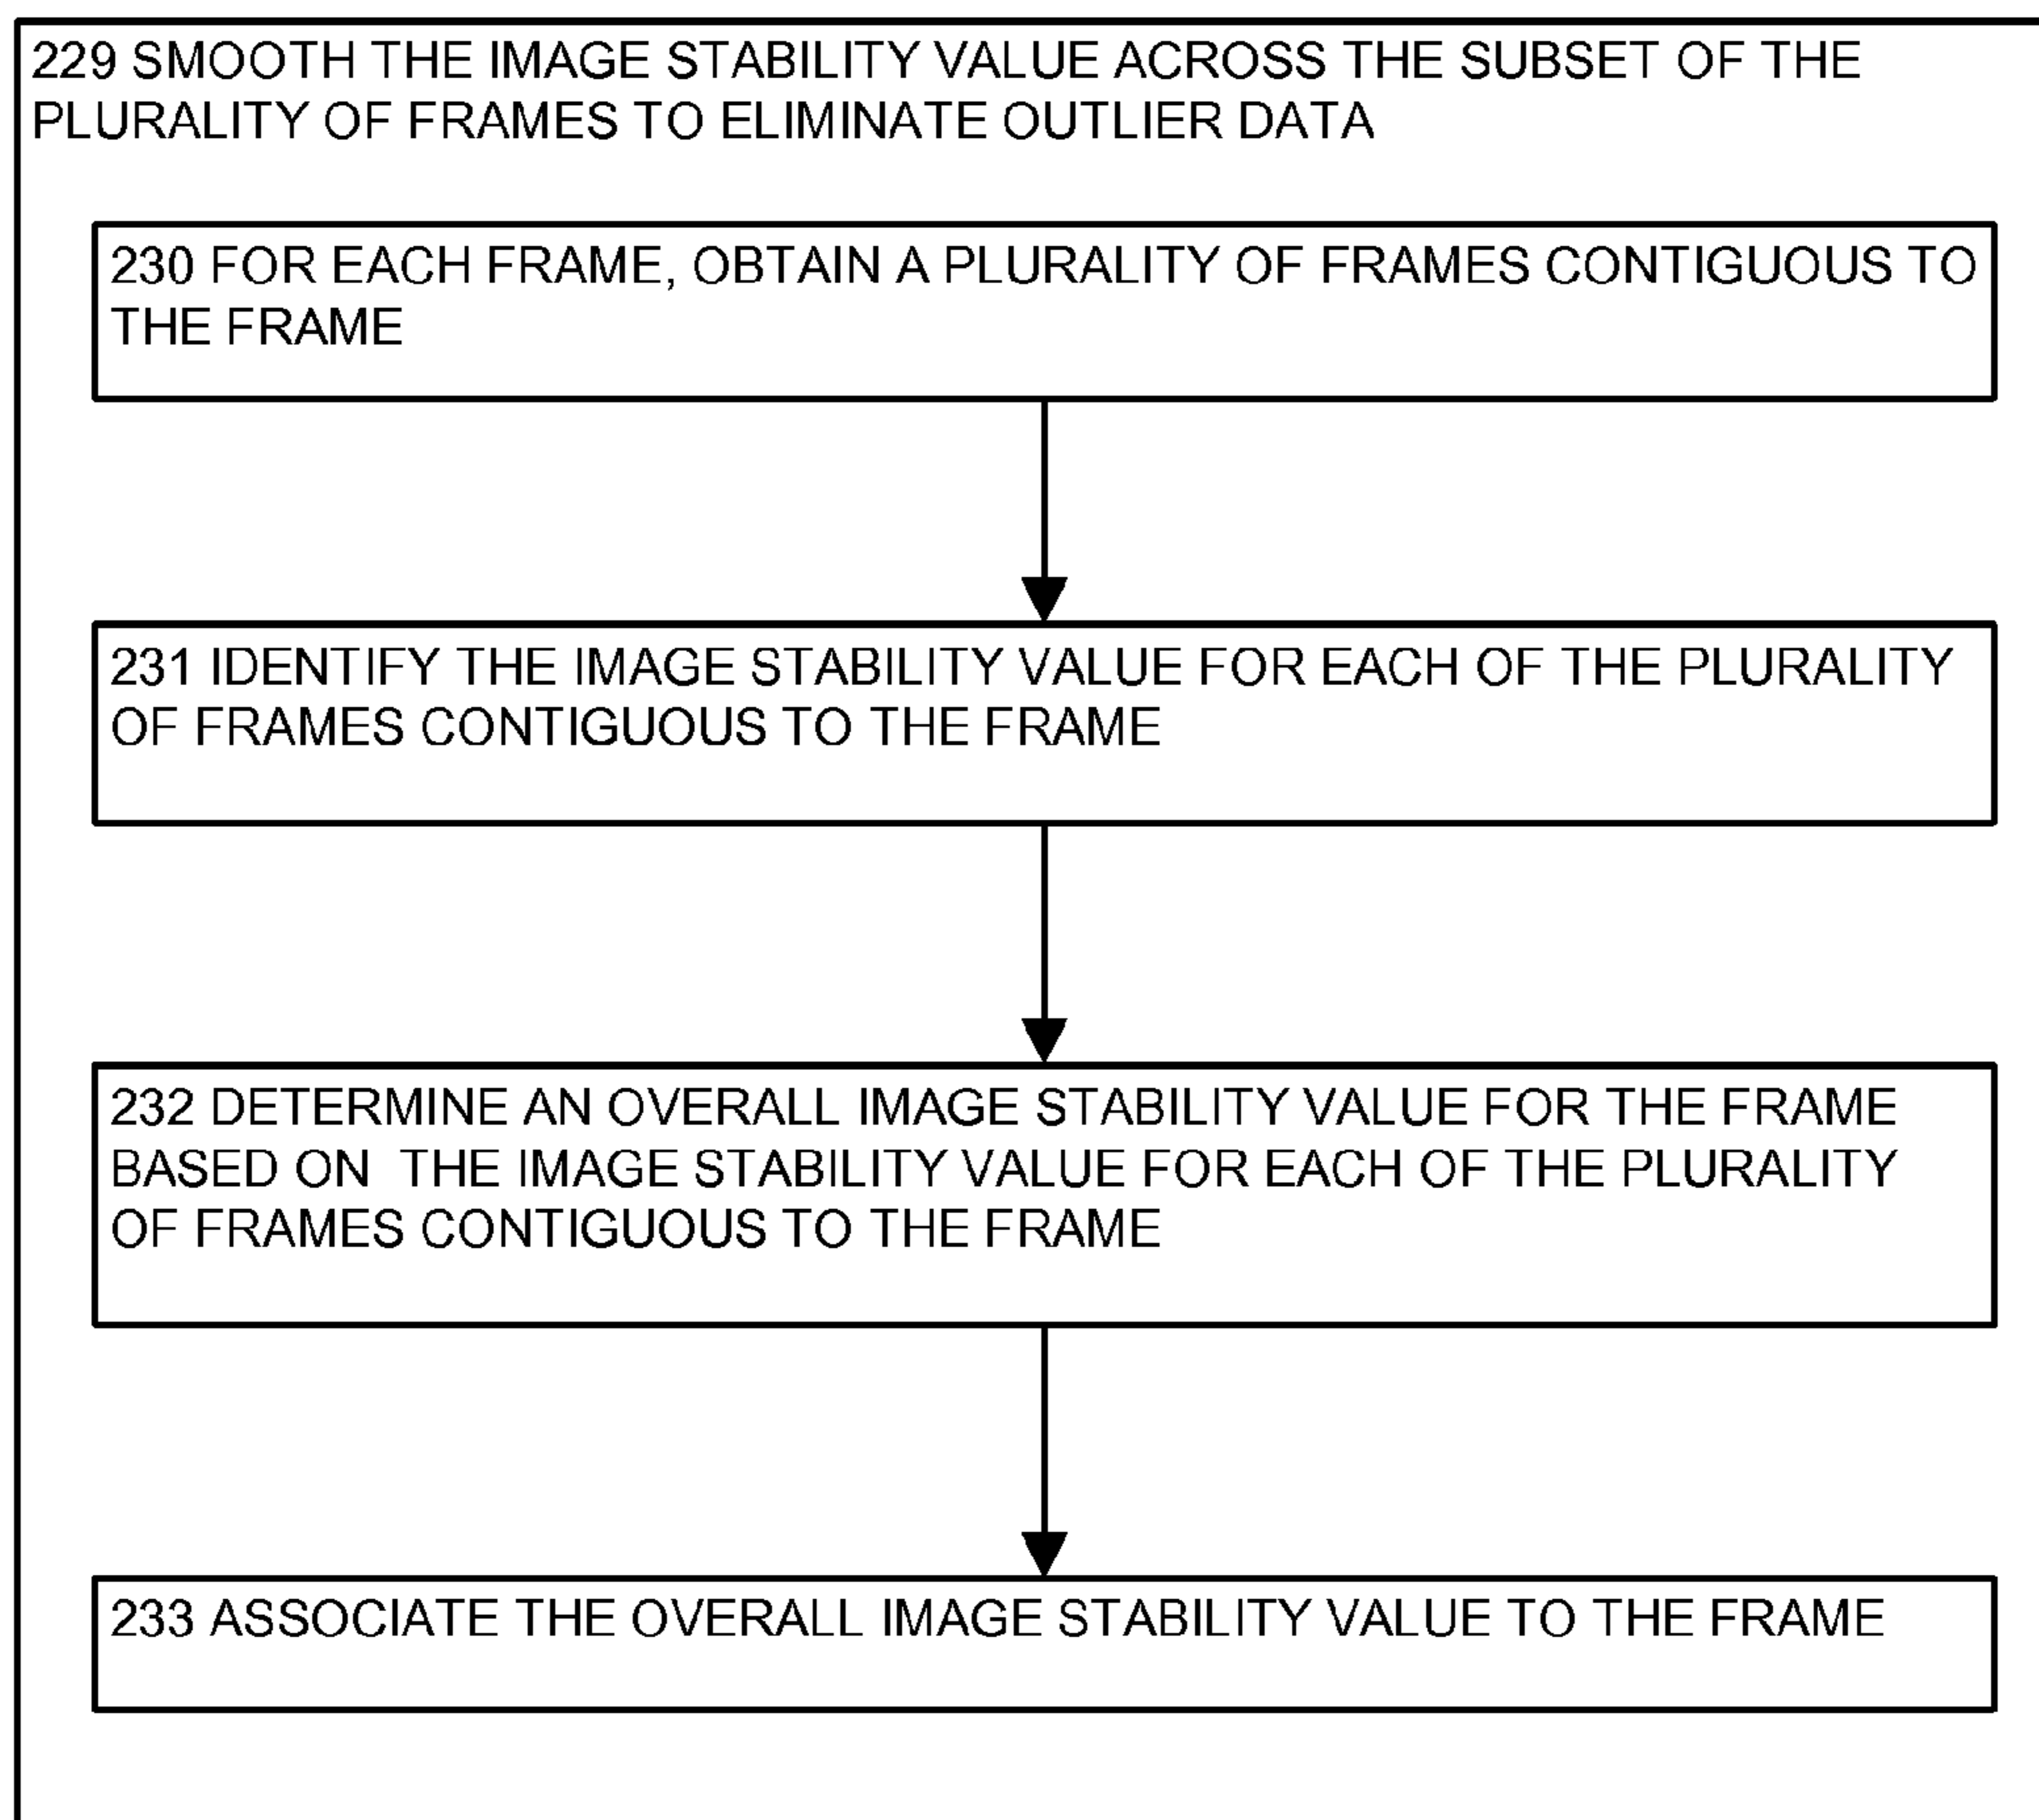 229 SMOOTH THE IMAGE STABILITY VALUE ACROSS THE SUBSET OF THE
PLURALITY OF FRAMES TO ELIMINATE OUTLIER DATA
230 FOR EACH FRAME, OBTAIN A PLURALITY OF FRAMES CONTIGUOUS TO
THE FRAME
231 IDENTIFY THE IMAGE STABILITY VALUE FOR EACH OF THE PLURALITY
OF FRAMES CONTIGUOUS TO THE FRAME
232 DETERMINE AN OVERALL IMAGE STABILITY VALUE FOR THE FRAME
BASED ON THE IMAGE STABILITY VALUE FOR EACH OF THE PLURALITY
OF FRAMES CONTIGUOUS TO THE FRAME
233 ASSOCIATE THE OVERALL IMAGE STABILITY VALUE TO THE FRAME